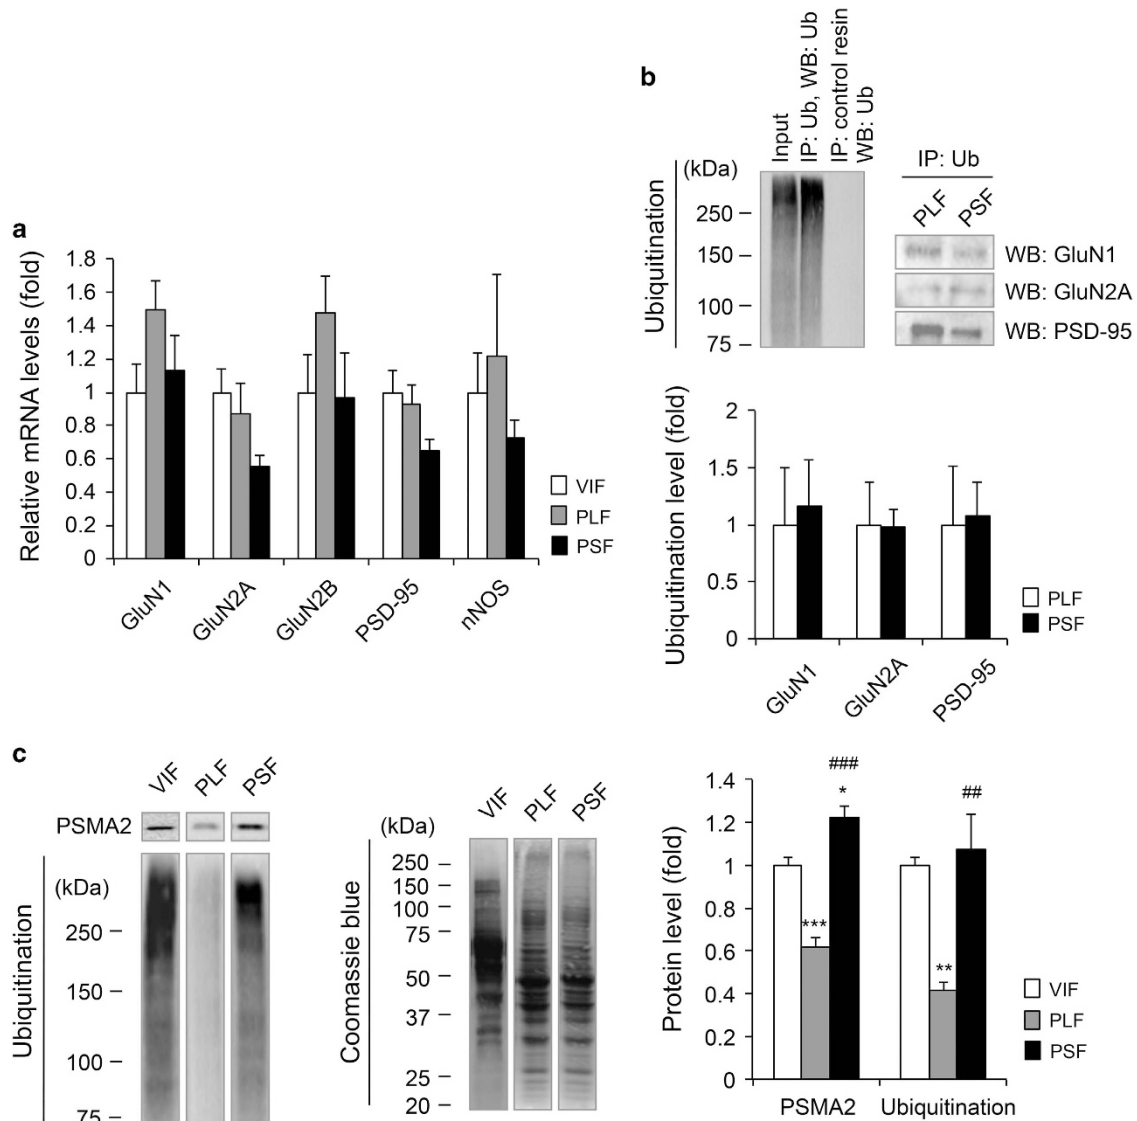 a
Relative mRNA levels (fold)
1.8
1.6
1.4
1.2
1
0.8
0.6
0.4
0.2
0
GluN1
GluN2A
GluN2B
PSD-95
nNOS
VIF
PLF
PSF
b
Ubiquitination
(kDa)
250
150
100
75
Input
IP: Ub, WB: Ub
IP: control resin
WB: Ub
IP: Ub
PLF
PSF
WB: GluN1
WB: GluN2A
WB: PSD-95
Ubiquitination level (fold)
2
1.5
1
0.5
0
GluN1
GluN2A
PSD-95
PLF
PSF
c
VIF
PLF
PSF
PSMA2
Ubiquitination
(kDa)
250
150
100
75
Coomassie blue
(kDa)
VIF
PLF
PSF
250
150
100
75
50
37
25
20
Protein level (fold)
1.4
1.2
1
0.8
0.6
0.4
0.2
0
***
###
*
**
##
PSMA2
Ubiquitination
VIF
PLF
PSF